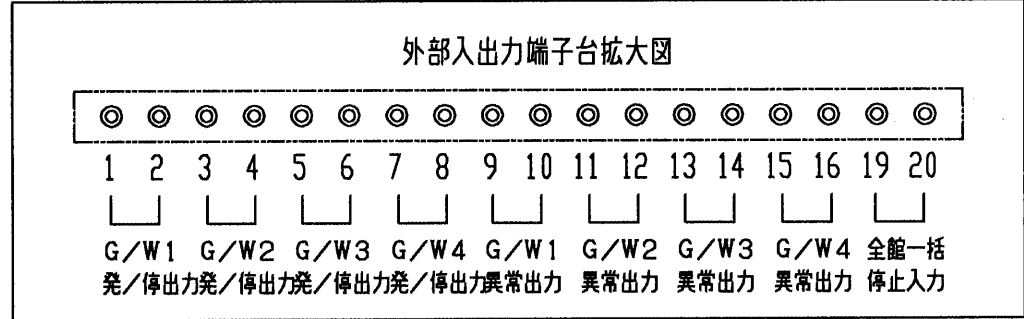 外部入出力端子台拡大図
1 2 3 4 5 6 7 8 9 10 11 12 13 14 15 16 19 20
G/W1 G/W2 G/W3 G/W4 G/W1 G/W2 G/W3 G/W4 全館一括
発/停出力 発/停出力 発/停出力 発/停出力 異常出力 異常出力 異常出力 異常出力 停止入力